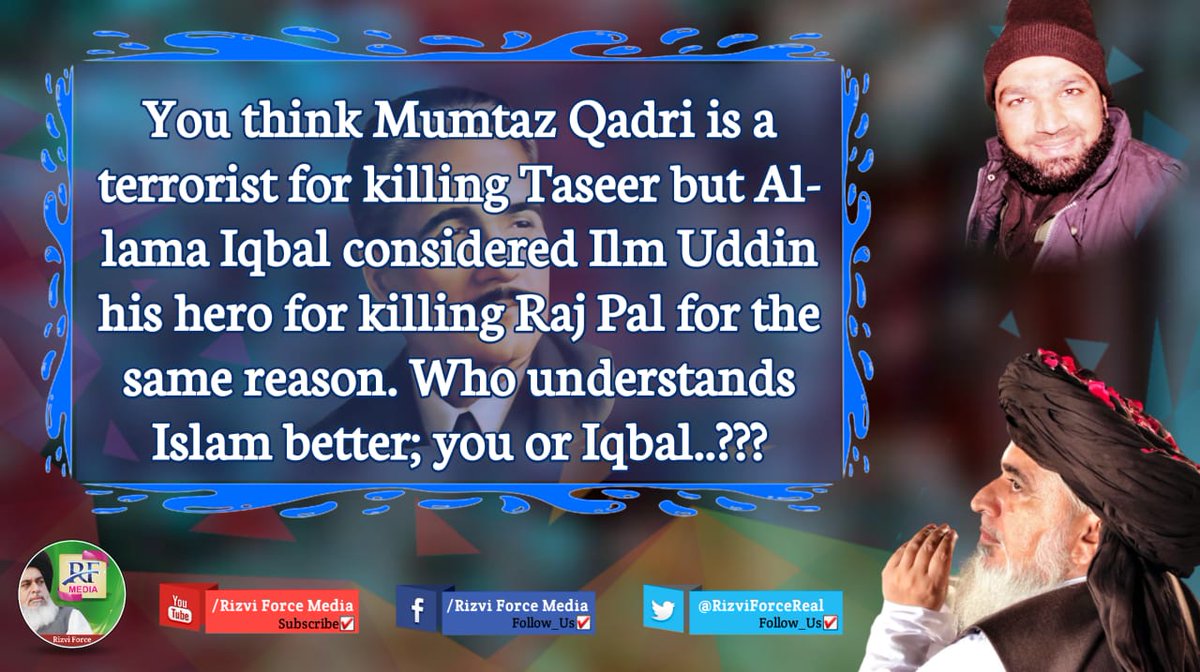 You think Mumtaz Qadri is a
terrorist for killing Taseer but Al-
lama Iqbal considered Ilm Uddin
his hero for killing Raj Pal for the
same reason. Who understands
Islam better; you or Iqbal..???
RF
MEDIA
Rizvi Force
You
Tube
/Rizvi Force Media
Subscribe
f
/Rizvi Force Media
Follow_Us
@RizviForceReal
Follow_Us